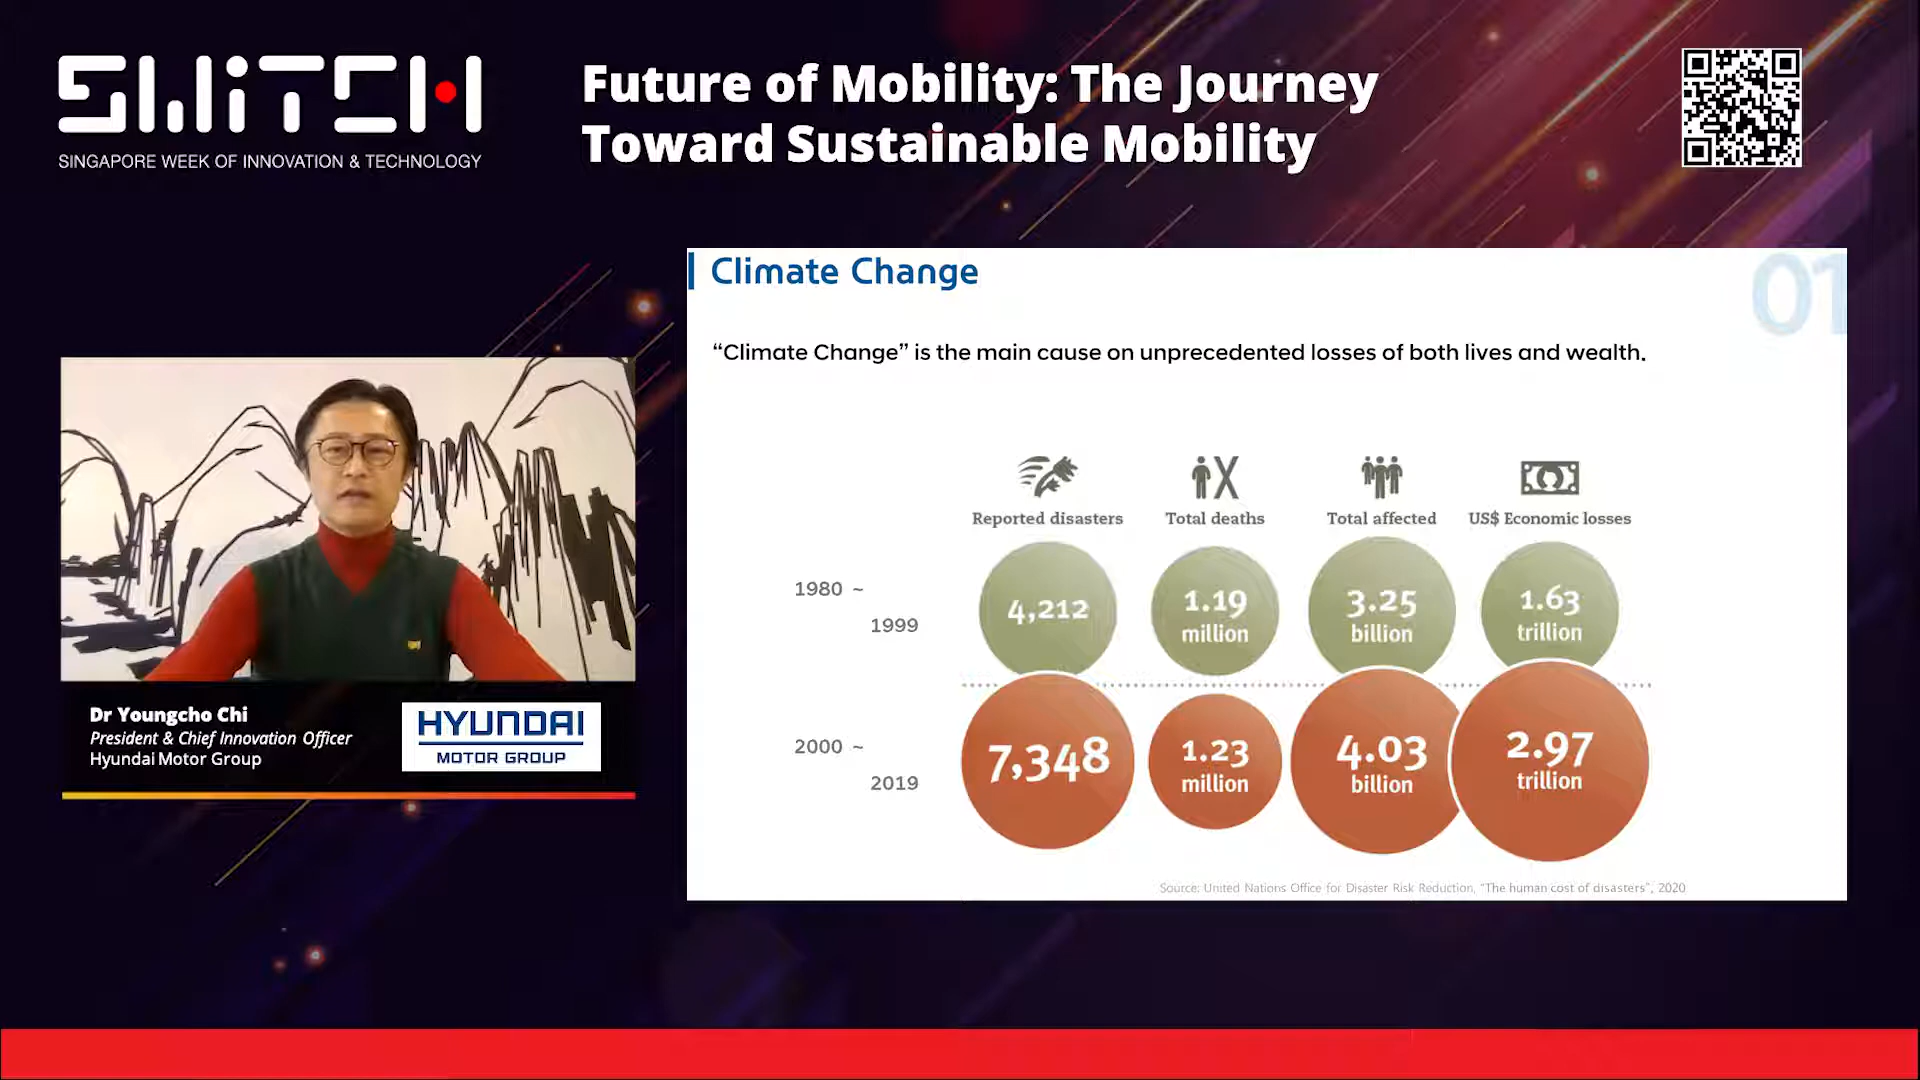 SWITCH
SINGAPORE WEEK OF INNOVATION & TECHNOLOGY
Future of Mobility: The Journey
Toward Sustainable Mobility
Dr Youngcho Chi
President & Chief Innovation Officer
Hyundai Motor Group
HYUNDAI
MOTOR GROUP
Climate Change
01
“Climate Change” is the main cause on unprecedented losses of both lives and wealth.
Reported disasters
Total deaths
Total affected
US$ Economic losses
1980 ~
1999
4,212
1.19
million
3.25
billion
1.63
trillion
2000 ~
2019
7,348
1.23
million
4.03
billion
2.97
trillion
Source: United Nations Office for Disaster Risk Reduction, “The human cost of disasters”, 2020